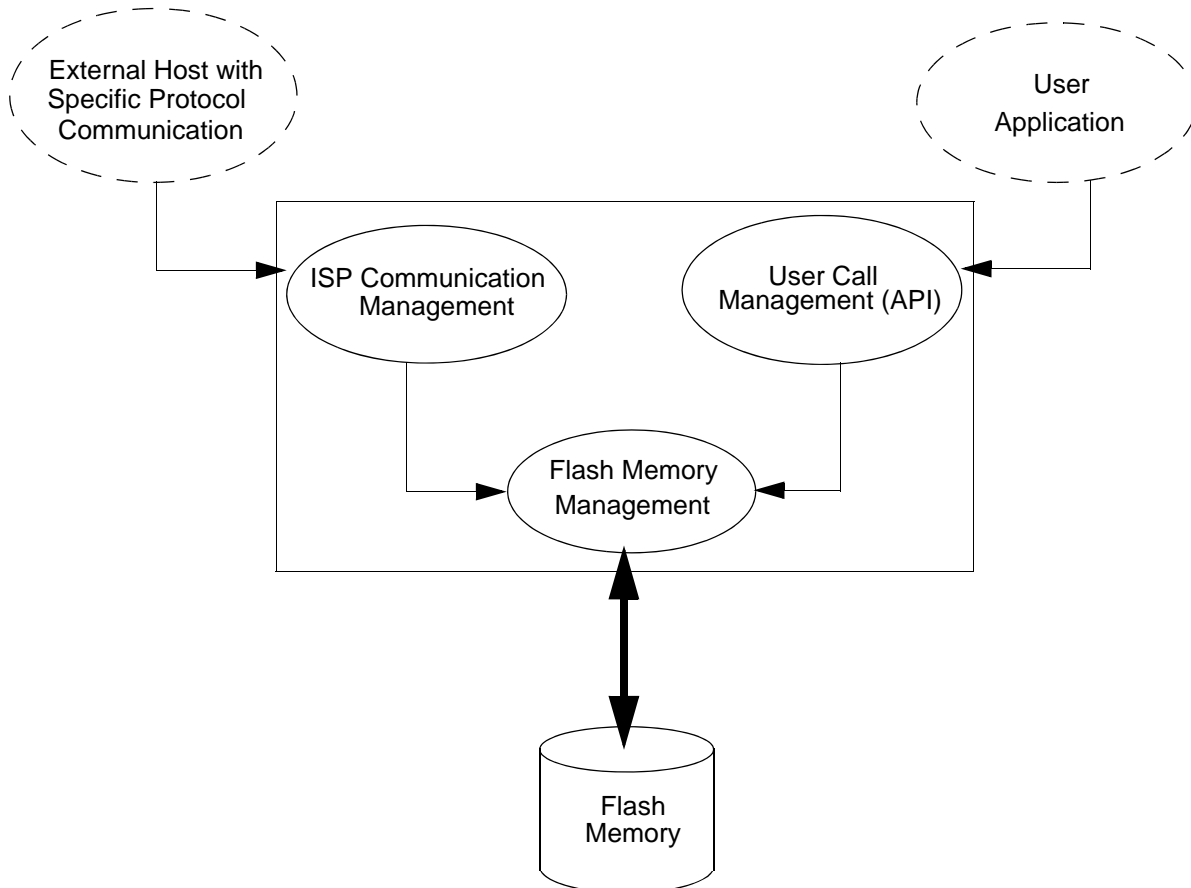 External Host with
Specific Protocol
Communication
User
Application
ISP Communication
Management
User Call
Management (API)
Flash Memory
Management
Flash
Memory